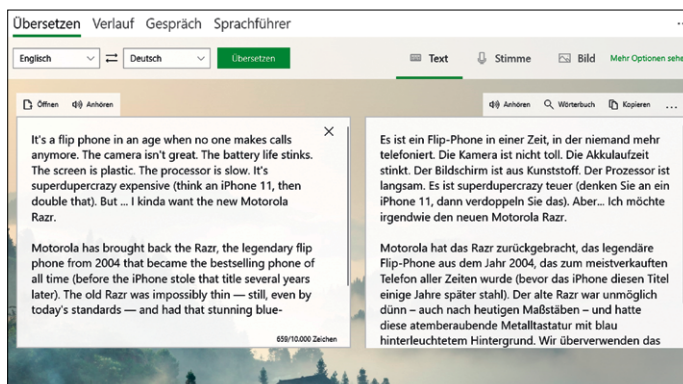 Übersetzen Verlauf Gespräch Sprachführer
Englisch Deutsch Übersetzen Text Stimme Bild Mehr Optionen sehe
Öffnen Anhören
It's a flip phone in an age when no one makes calls
anymore. The camera isn't great. The battery life stinks.
The screen is plastic. The processor is slow. It's
superdupercrazy expensive (think an iPhone 11, then
double that). But ... I kinda want the new Motorola
Razr.
Motorola has brought back the Razr, the legendary flip
phone from 2004 that became the bestselling phone of
all time (before the iPhone stole that title several years
later). The old Razr was impossibly thin — still, even by
today's standards — and had that stunning blue-
659/10.000 Zeichen
Anhören Wörterbuch Kopieren ...
Es ist ein Flip-Phone in einer Zeit, in der niemand mehr
telefoniert. Die Kamera ist nicht toll. Die Akkulaufzeit
stinkt. Der Bildschirm ist aus Kunststoff. Der Prozessor ist
langsam. Es ist superdupercrazy teuer (denken Sie an ein
iPhone 11, dann verdoppeln Sie das). Aber... Ich möchte
irgendwie den neuen Motorola Razr.
Motorola hat das Razr zurückgebracht, das legendäre
Flip-Phone aus dem Jahr 2004, das zum meistverkauften
Telefon aller Zeiten wurde (bevor das iPhone diesen Titel
einige Jahre später stahl). Der alte Razr war unmöglich
dünn – auch nach heutigen Maßstäben – und hatte
diese atemberaubende Metalltastatur mit blau
hinterleuchtetem Hintergrund. Wir überverwenden das